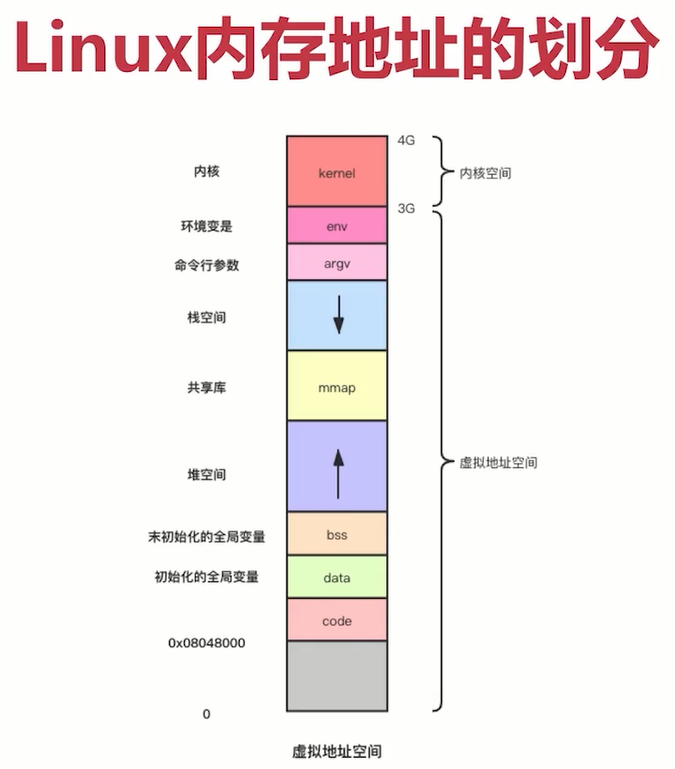 Linux内存地址的划分
4G
内核
kernel
内核空间
3G
环境变是
env
命令行参数
argv
栈空间
共享库
mmap
堆空间
虚拟地址空间
末初始化的全局变量
bss
初始化的全局变量
data
code
0x08048000
0
虚拟地址空间